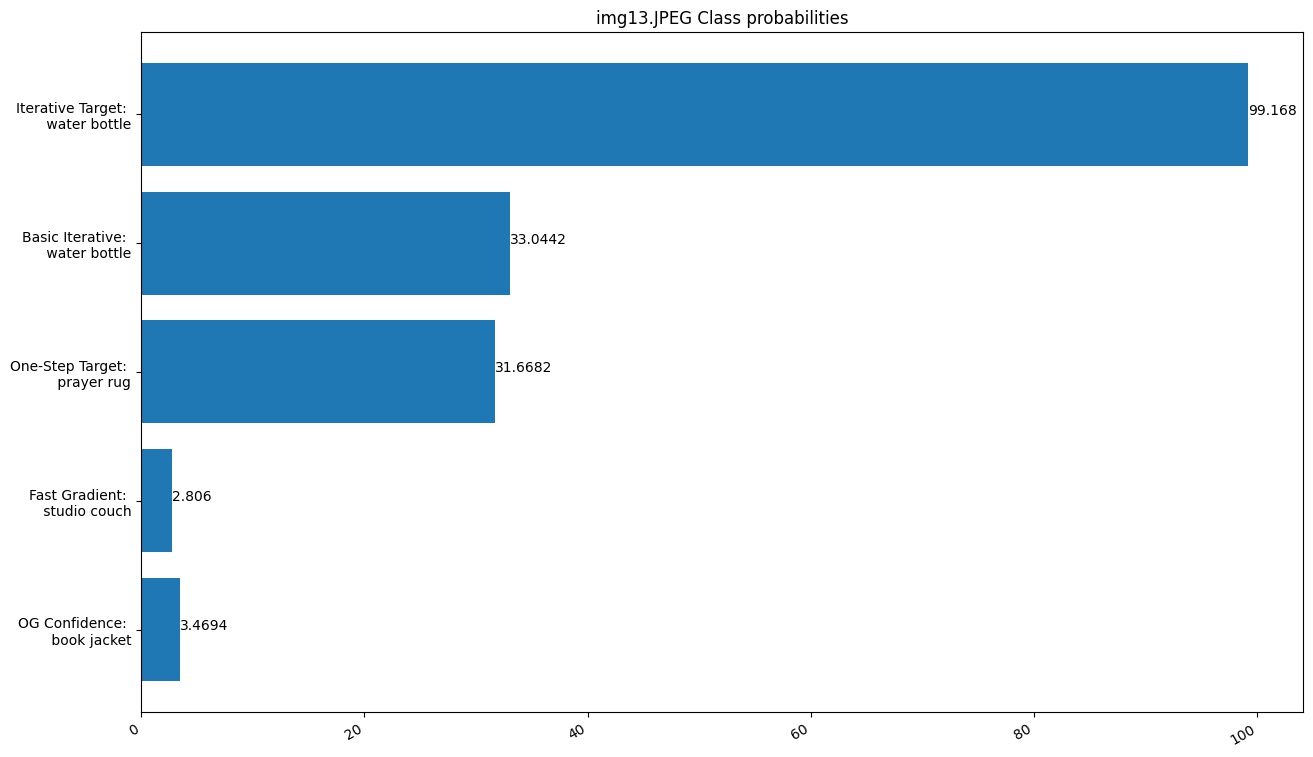 img13.JPEG Class probabilities
Iterative Target:
water bottle
99.168
Basic Iterative:
water bottle
33.0442
One-Step Target:
prayer rug
31.6682
Fast Gradient:
studio couch
2.806
OG Confidence:
book jacket
3.4694
0
20
40
60
80
100